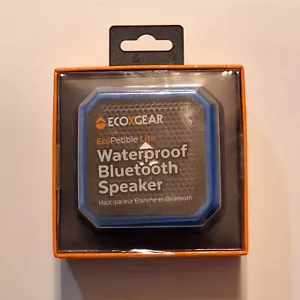 ECOXGEAR
EcoPebble Lite
Waterproof
Bluetooth
Speaker
Haut-parleur Étanche et Bluetooth